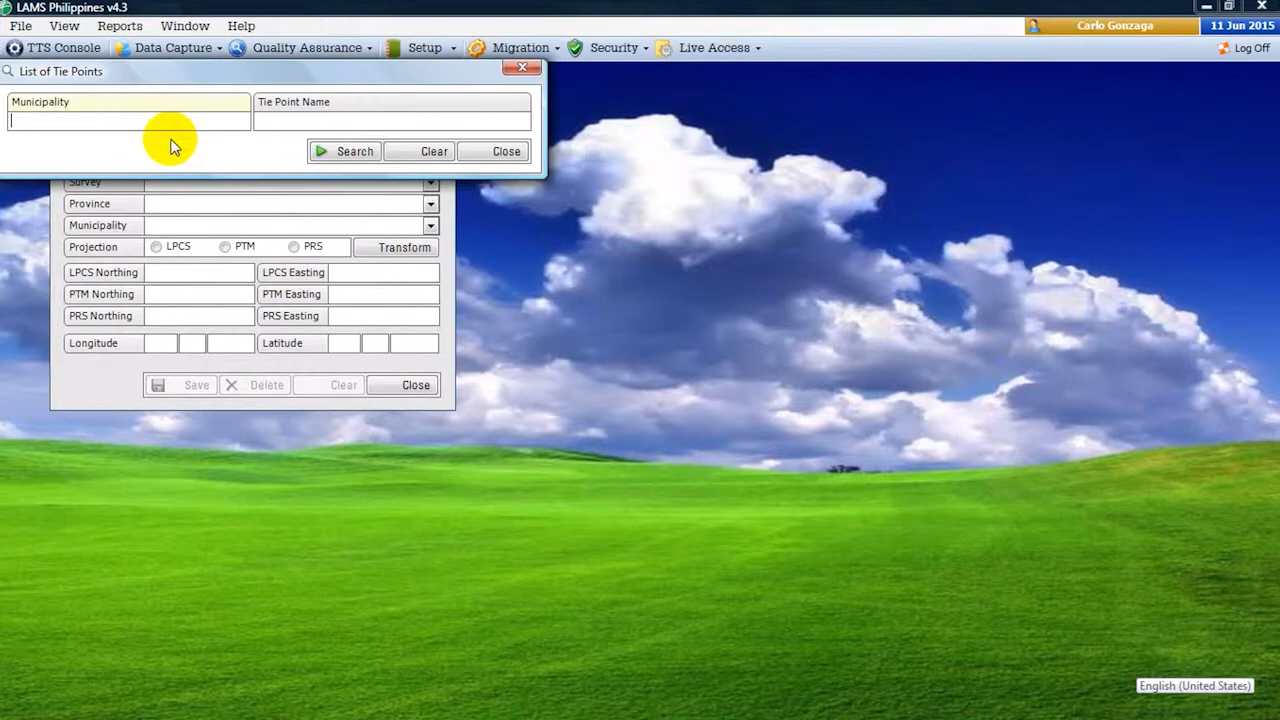 LAMS Philippines v4.3
File View Reports Window Help
Carlo Gonzaga 11 Jun 2015
TTS Console Data Capture Quality Assurance Setup Migration Security Live Access Log Off
List of Tie Points
Municipality Tie Point Name
Search Clear Close
Survey
Province
Municipality
Projection LPCS PTM PRS Transform
LPCS Northing LPCS Easting
PTM Northing PTM Easting
PRS Northing PRS Easting
Longitude Latitude
Save Delete Clear Close
English (United States)